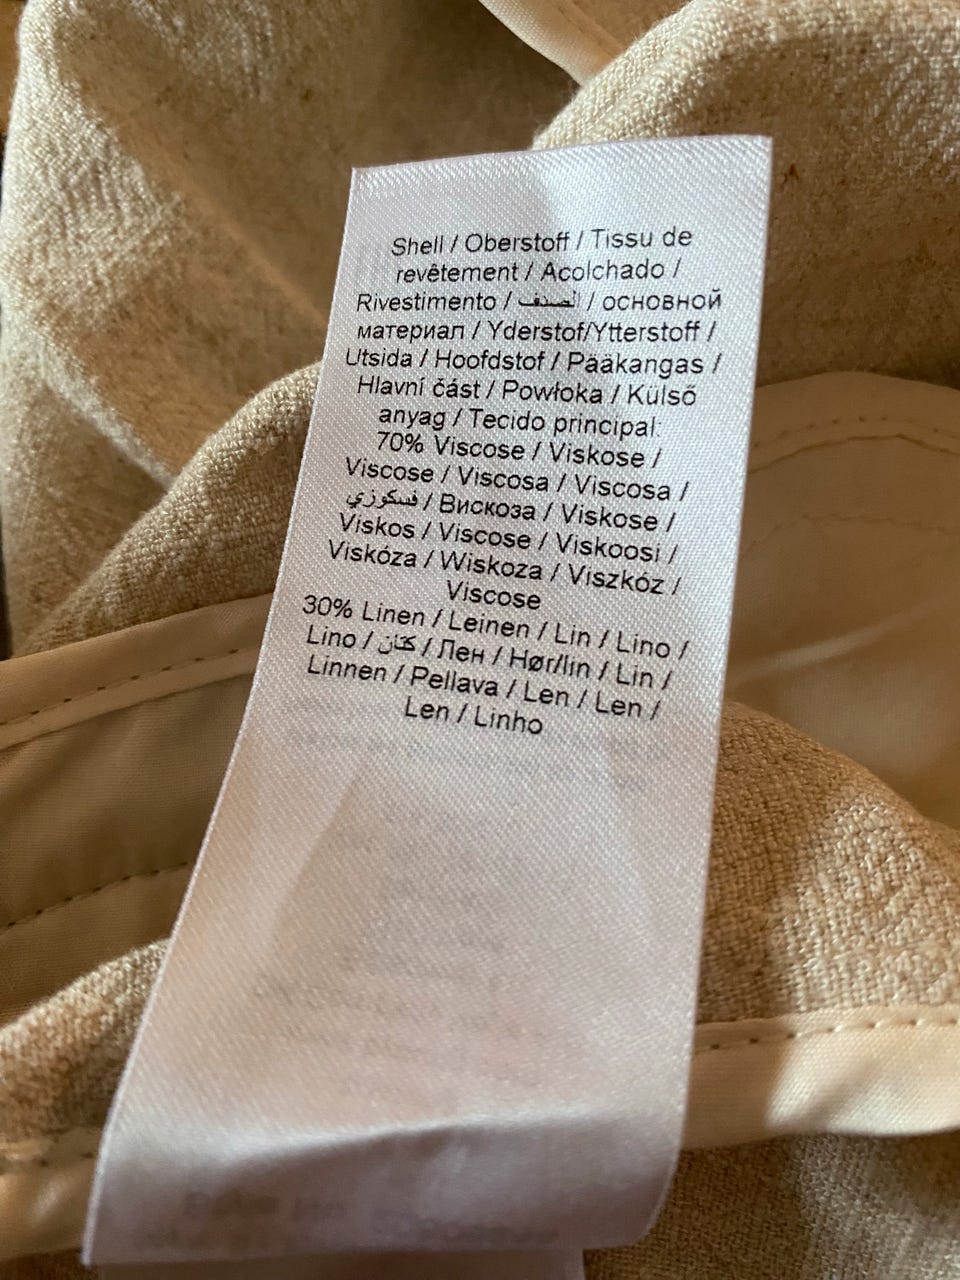 Shell / Oberstoff / Tissu de
revêtement / Acolchado /
Rivestimento / الصدف / основной
материал / Yderstof/Ytterstoff /
Utsida / Hoofdstof / Pääkangas /
Hlavní část / Powłoka / Külső
anyag / Tecido principal:
70% Viscose / Viskose /
Viscose / Viscosa / Viscosa /
فسكوزي / Вискоза / Viskose /
Viskos / Viscose / Viskoosi /
Viskóza / Wiskoza / Viszkóz /
Viscose
30% Linen / Leinen / Lin / Lino /
Lino / كتان / Лен / Hør/lin / Lin /
Linnen / Pellava / Len / Len /
Len / Linho